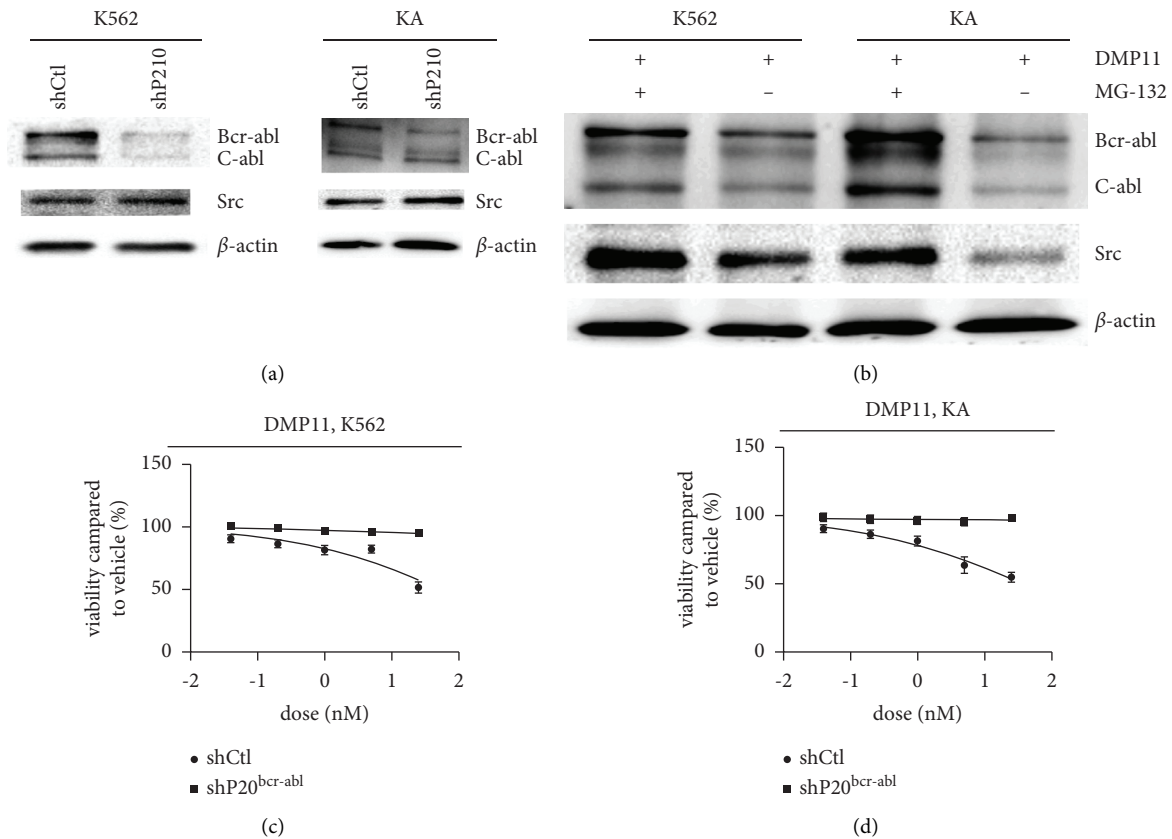 K562
KA
shCtl
shP210
shCtl
shP210
Bcr-abl
C-abl
Bcr-abl
C-abl
Src
Src
β-actin
β-actin
(a)
K562
KA
+ + + + DMP11
+ – + – MG-132
Bcr-abl
C-abl
Src
β-actin
(b)
DMP11, K562
150
100
50
0
viability campared
to vehicle (%)
-2 -1 0 1 2
dose (nM)
shCtl
shP20bcr-abl
(c)
DMP11, KA
150
100
50
0
viability campared
to vehicle (%)
-2 -1 0 1 2
dose (nM)
shCtl
shP20bcr-abl
(d)